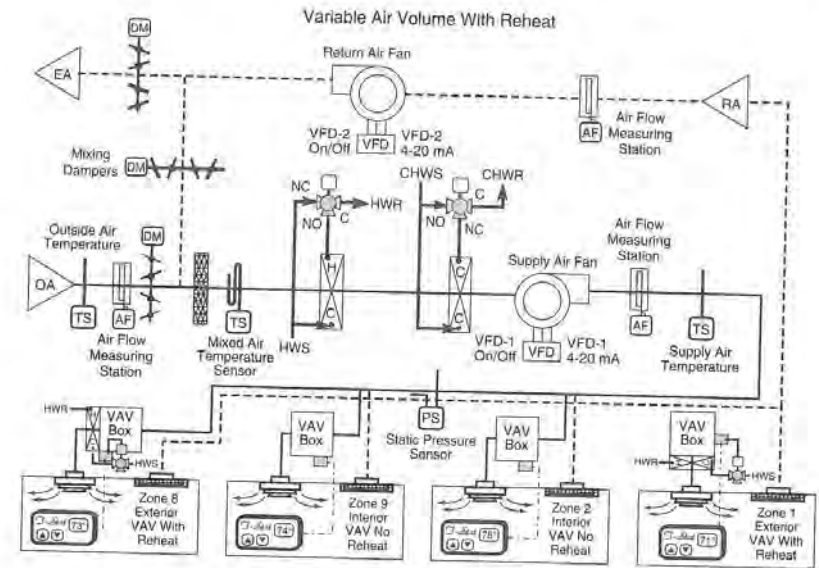 Variable Air Volume With Reheat
DM
Return Air Fan
EA
RA
AF
Air Flow
Measuring
Station
VFD-2
On/Off
VFD
VFD-2
4-20 mA
Mixing
Dampers
DM
NC
C
HWR
NO
CHWS
CHWR
C
NO
NC
Outside Air
Temperature
DM
OA
TS
AF
Air Flow
Measuring
Station
TS
Mixed Air
Temperature
Sensor
H
C
HWS
C
C
Supply Air Fan
VFD-1
On/Off
VFD
VFD-1
4-20 mA
Air Flow
Measuring
Station
AF
TS
Supply Air
Temperature
HWR
H
VAV
Box
HWS
VAV
Box
PS
Static Pressure
Sensor
VAV
Box
VAV
Box
HWR
HWS
Zone 8
Exterior
VAV With
Reheat
T-Stat
73°
Zone 9
Interior
VAV No
Reheat
T-Stat
74°
Zone 2
Interior
VAV No
Reheat
T-Stat
Zone 1
Exterior
VAV With
Reheat
T-Stat
71°